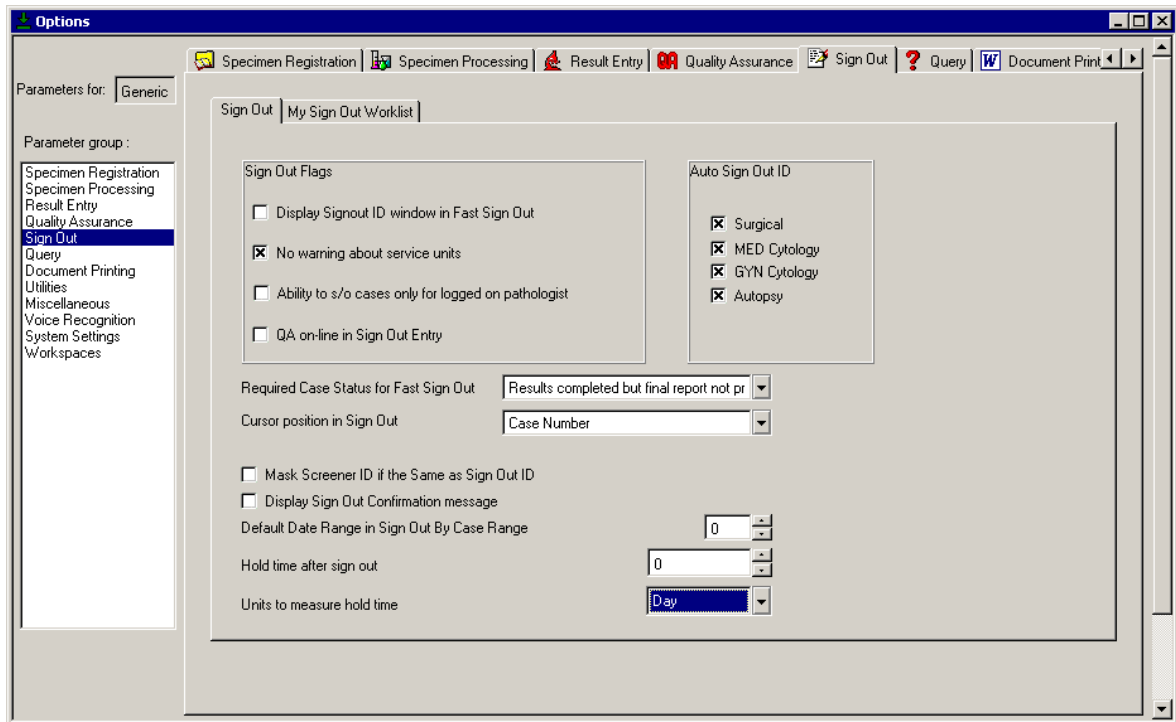 Options
Specimen Registration Specimen Processing Result Entry QA Quality Assurance Sign Out ? Query W Document Print
Parameters for: Generic
Parameter group :
Specimen Registration
Specimen Processing
Result Entry
Quality Assurance
Sign Out
Query
Document Printing
Utilities
Miscellaneous
Voice Recognition
System Settings
Workspaces
Sign Out My Sign Out Worklist
Sign Out Flags
Display Signout ID window in Fast Sign Out
No warning about service units
Ability to s/o cases only for logged on pathologist
QA on-line in Sign Out Entry
Auto Sign Out ID
Surgical
MED Cytology
GYN Cytology
Autopsy
Required Case Status for Fast Sign Out Results completed but final report not pr
Cursor position in Sign Out Case Number
Mask Screener ID if the Same as Sign Out ID
Display Sign Out Confirmation message
Default Date Range in Sign Out By Case Range 0
Hold time after sign out 0
Units to measure hold time Day